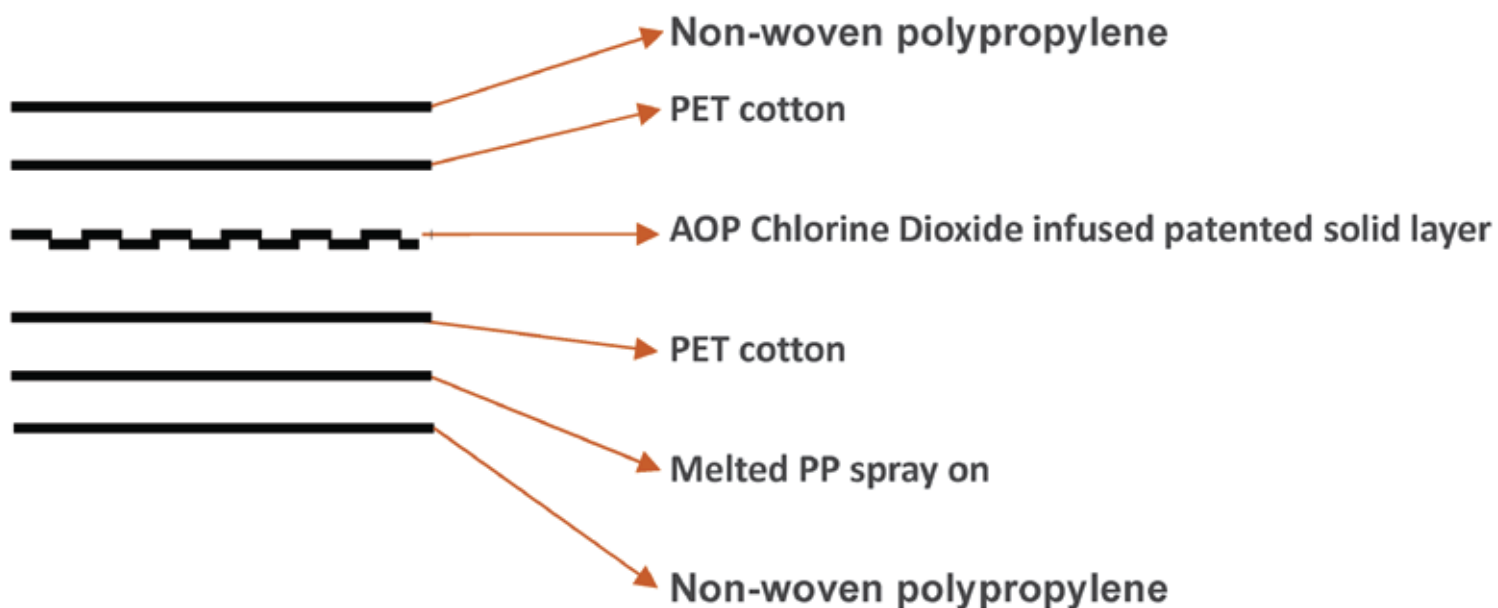 Non-woven polypropylene
PET cotton
AOP Chlorine Dioxide infused patented solid layer
PET cotton
Melted PP spray on
Non-woven polypropylene